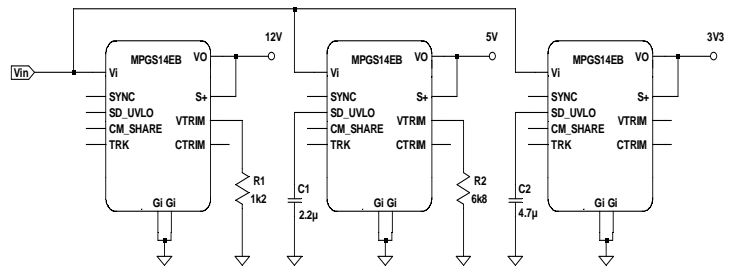 12V
5V
3V3
MPGS14EB VO
MPGS14EB VO
MPGS14EB VO
Vin
Vi
Vi
Vi
SYNC S+
SYNC S+
SYNC S+
SD_UVLO
SD_UVLO
SD_UVLO
VTRIM
VTRIM
VTRIM
CM_SHARE
CM_SHARE
CM_SHARE
TRK CTRIM
TRK CTRIM
TRK CTRIM
R1
1k2
C1
2.2µ
R2
6k8
C2
4.7µ
Gi Gi
Gi Gi
Gi Gi